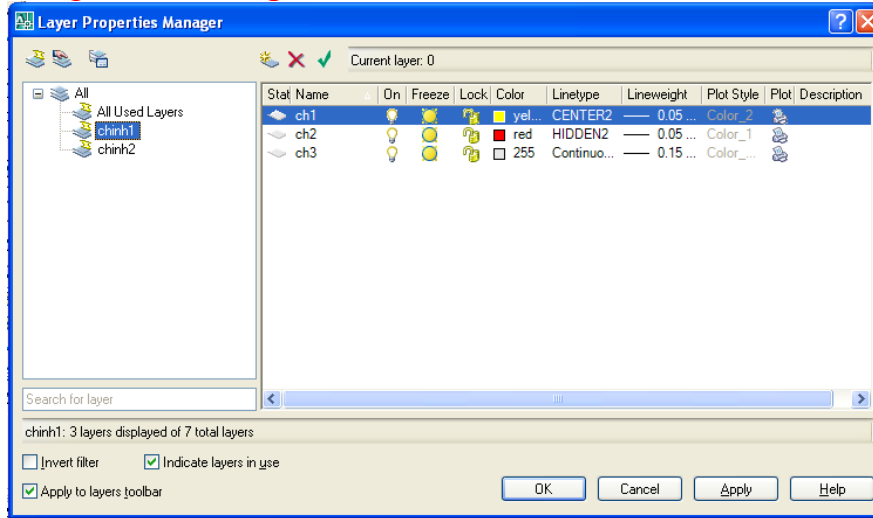 Layer Properties Manager
Current layer: 0
All
All Used Layers
chinh1
chinh2
Stat Name On Freeze Lock Color Linetype Lineweight Plot Style Plot Description
ch1 yel... CENTER2 0.05 ... Color_2
ch2 red HIDDEN2 0.05 ... Color_1
ch3 255 Continuo... 0.15 ... Color_...
Search for layer
chinh1: 3 layers displayed of 7 total layers
Invert filter Indicate layers in use
Apply to layers toolbar
OK Cancel Apply Help